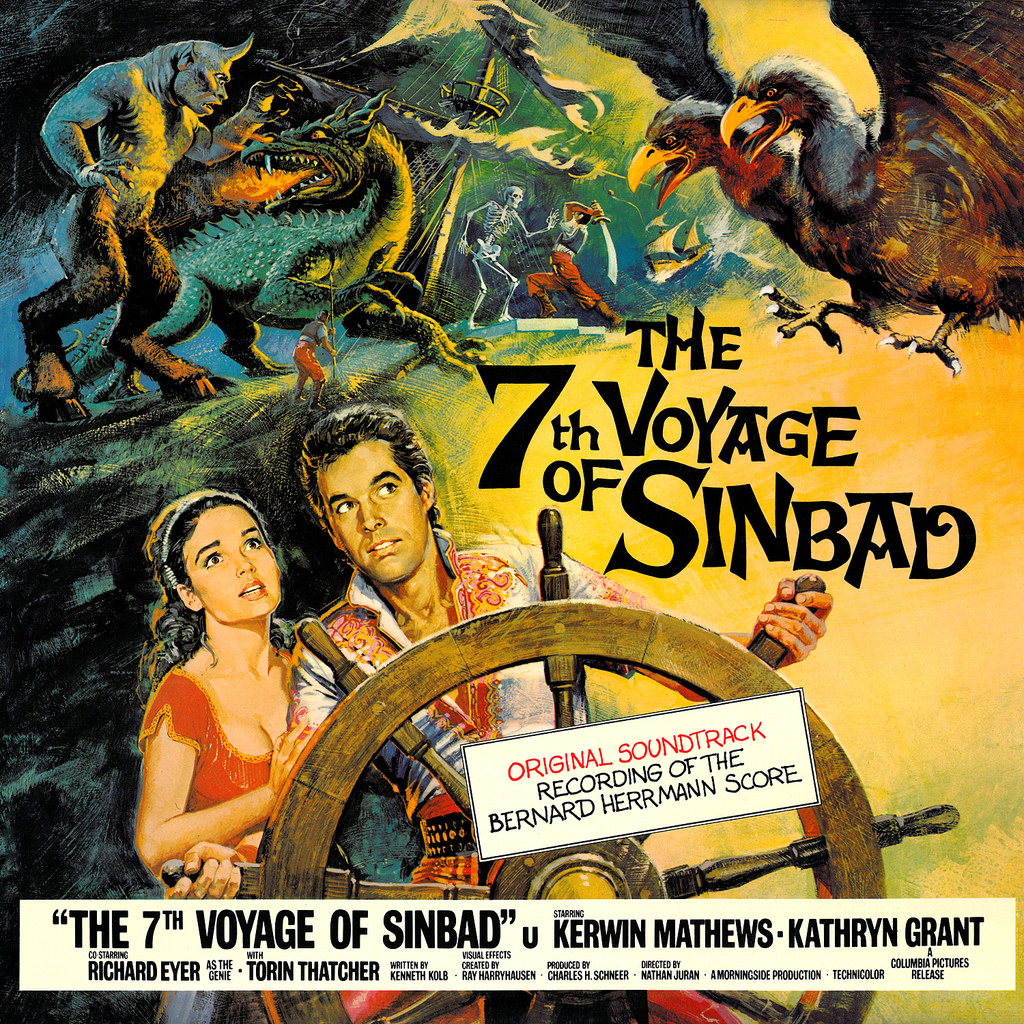 THE
7th VOYAGE
OF SINBAD
ORIGINAL SOUNDTRACK
RECORDING OF THE
BERNARD HERRMANN SCORE
"THE 7TH VOYAGE OF SINBAD" U STARRING KERWIN MATHEWS · KATHRYN GRANT
CO-STARRING RICHARD EYER AS THE GENIE · WITH TORIN THATCHER WRITTEN BY KENNETH KOLB · VISUAL EFFECTS CREATED BY RAY HARRYHAUSEN · PRODUCED BY CHARLES H. SCHNEER · DIRECTED BY NATHAN JURAN · A MORNINGSIDE PRODUCTION · TECHNICOLOR A COLUMBIA PICTURES RELEASE